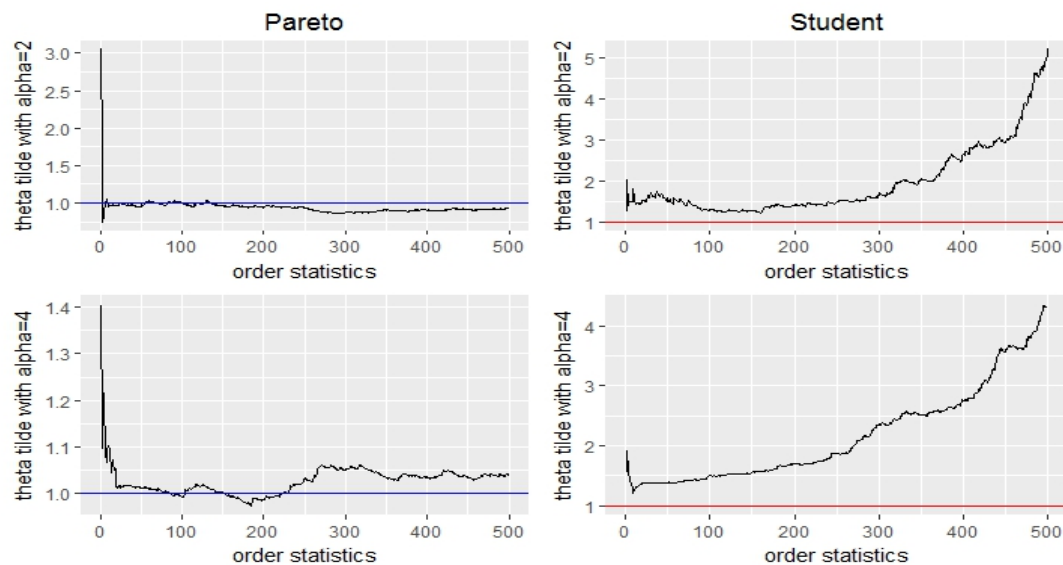 Pareto
theta tilde with alpha=2
3.0
2.5
2.0
1.5
1.0
0 100 200 300 400 500
order statistics
Student
theta tilde with alpha=2
5
4
3
2
1
0 100 200 300 400 500
order statistics
theta tilde with alpha=4
1.4
1.3
1.2
1.1
1.0
0 100 200 300 400 500
order statistics
theta tilde with alpha=4
4
3
2
1
0 100 200 300 400 500
order statistics